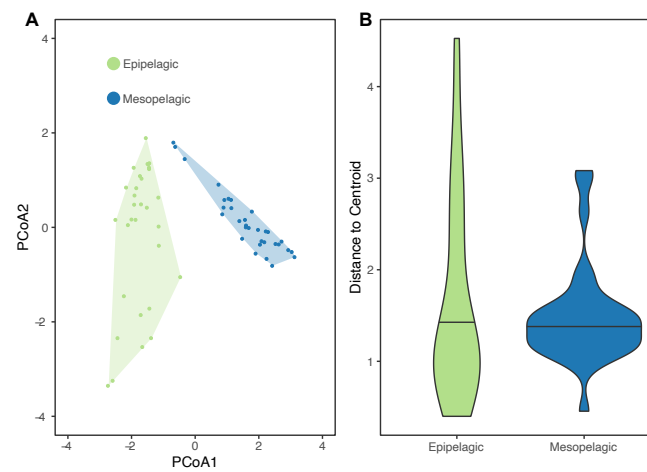 A
4
2
0
-2
-4
PCoA2
Epipelagic
Mesopelagic
-4
-2
0
2
4
PCoA1
B
4
3
2
1
Distance to Centroid
Epipelagic
Mesopelagic